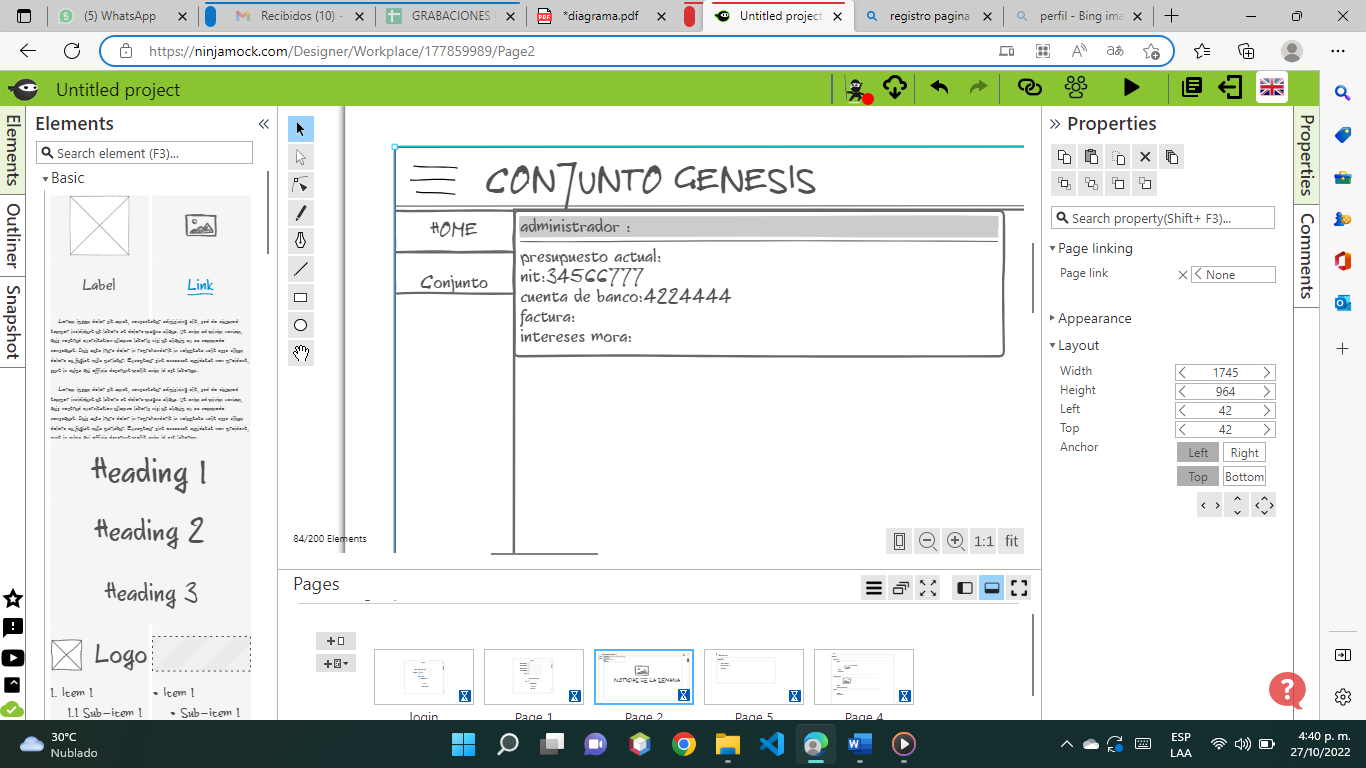 (5) WhatsApp
Recibidos (10) -
GRABACIONES
*diagrama.pdf
Untitled project
registro pagina
perfil - Bing ima
https://ninjamock.com/Designer/Workplace/177859989/Page2
Untitled project
Elements
Outliner
Snapshot
Elements
Search element (F3)...
Basic
Label
Link
Heading 1
Heading 2
Heading 3
Logo
1. Item 1
1.1 Sub-item 1
• Item 1
• Sub-item 1
CONJUNTO GENESIS
HOME
Conjunto
administrador :
presupuesto actual:
nit:34566777
cuenta de banco:4224444
factura:
intereses mora:
84/200 Elements
1:1
fit
Pages
NOTICIAS DE LA SEMANA
login
Page 1
Page 2
Page 5
Page 4
Properties
Search property(Shift+ F3)...
Page linking
Page link
None
Appearance
Layout
Width
1745
Height
964
Left
42
Top
42
Anchor
Left
Right
Top
Bottom
Properties
Comments
30°C
Nublado
ESP
LAA
4:40 p. m.
27/10/2022